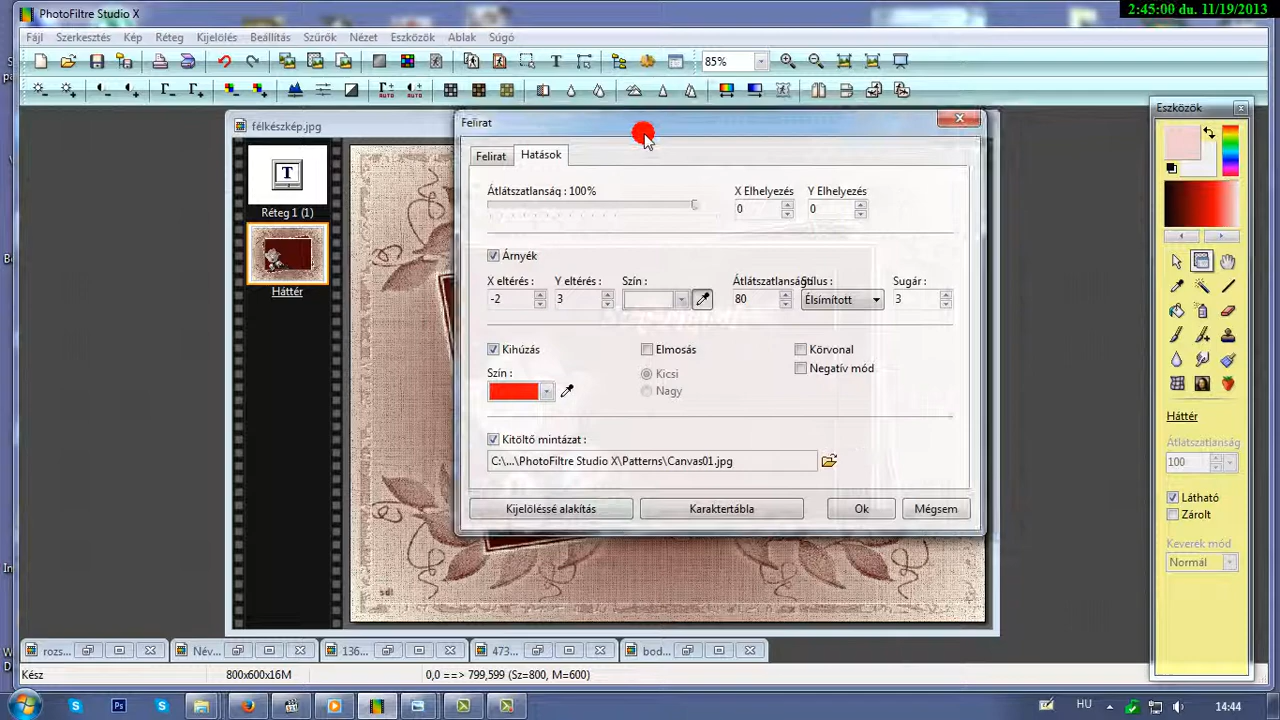 2:45:00 du. 11/19/2013
PhotoFiltre Studio X
Fájl Szerkesztés Kép Réteg Kijelölés Beállítás Szűrők Nézet Eszközök Ablak Súgó
85%
félkészkép.jpg
Felirat
Eszközök
Felirat Hatások
Átlátszatlanság : 100%
X Elhelyezés Y Elhelyezés
0 0
Réteg 1 (1)
Árnyék
X eltérés : Y eltérés : Szín : Átlátszatlanság Stílus : Sugár :
-2 3 80 Élsimított 3
Háttér
Kihúzás Elmosás Körvonal
Szín : Kicsi Negatív mód
Nagy
Kitöltő mintázat :
C:\...\PhotoFiltre Studio X\Patterns\Canvas01.jpg
Kijelöléssé alakítás Karaktertábla Ok Mégsem
Háttér
Átlátszatlanság
100
Látható
Zárolt
Keverek mód
Normál
rozs... Név... 136... 473... bod...
Kész 800x600x16M 0,0 ==> 799,599 (Sz=800, M=600)
HU 14:44